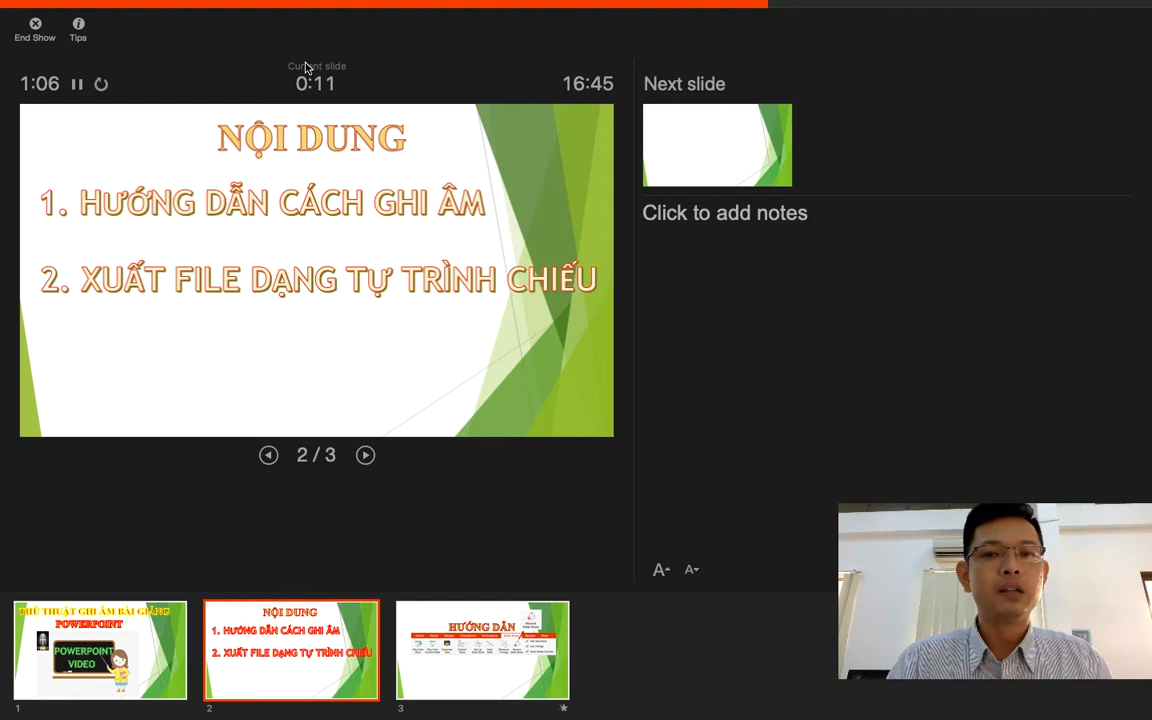 End Show
Tips
Current slide
1:06
0:11
16:45
Next slide
NỘI DUNG
1. HƯỚNG DẪN CÁCH GHI ÂM
2. XUẤT FILE DẠNG TỰ TRÌNH CHIẾU
Click to add notes
2 / 3
A
A
THỦ THUẬT GHI ÂM BÀI GIẢNG
POWERPOINT
POWERPOINT
VIDEO
1
NỘI DUNG
1. HƯỚNG DẪN CÁCH GHI ÂM
2. XUẤT FILE DẠNG TỰ TRÌNH CHIẾU
2
HƯỚNG DẪN
3